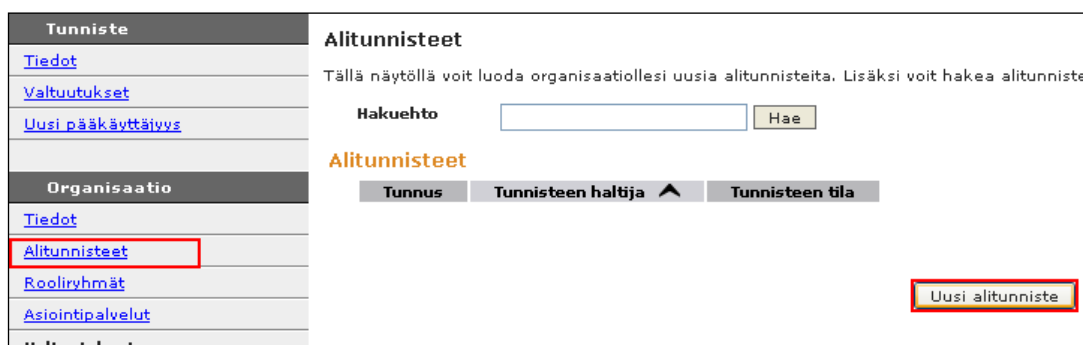 Tunniste
Tiedot
Valtuutukset
Uusi pääkäyttäjyys
Organisaatio
Tiedot
Alitunnisteet
Rooliryhmät
Asiointipalvelut
Alitunnisteet
Tällä näytöllä voit luoda organisaatiollesi uusia alitunnisteita. Lisäksi voit hakea alitunniste
Hakuehto Hae
Alitunnisteet
Tunnus Tunnisteen haltija Tunnisteen tila
Uusi alitunniste